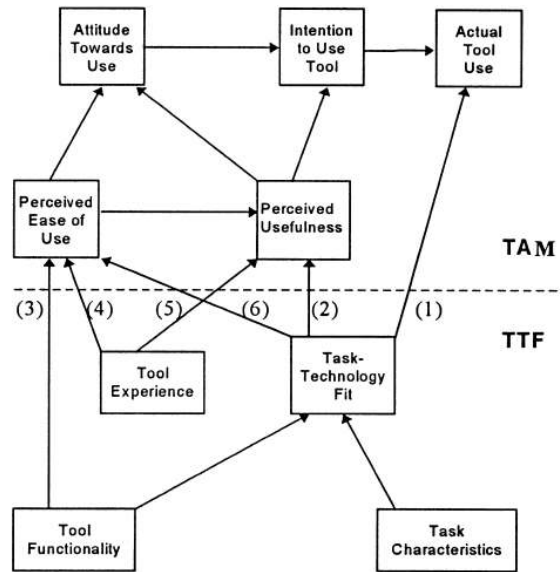 Attitude
Towards
Use
Intention
to Use
Tool
Actual
Tool
Use
Perceived
Ease of
Use
Perceived
Usefulness
TAM
(3)
(4)
(5)
(6)
(2)
(1)
TTF
Tool
Experience
Task-
Technology
Fit
Tool
Functionality
Task
Characteristics